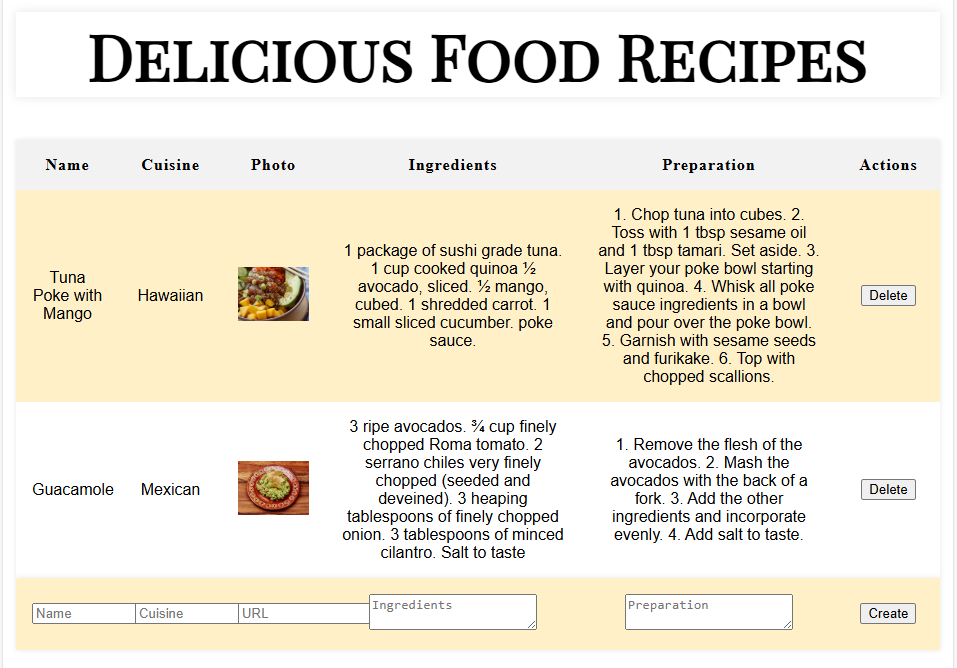 Delicious Food Recipes
Name Cuisine Photo Ingredients Preparation Actions
Tuna
Poke with
Mango
Hawaiian
1 package of sushi grade tuna.
1 cup cooked quinoa ½
avocado, sliced. ½ mango,
cubed. 1 shredded carrot. 1
small sliced cucumber. poke
sauce.
1. Chop tuna into cubes. 2.
Toss with 1 tbsp sesame oil
and 1 tbsp tamari. Set aside. 3.
Layer your poke bowl starting
with quinoa. 4. Whisk all poke
sauce ingredients in a bowl
and pour over the poke bowl.
5. Garnish with sesame seeds
and furikake. 6. Top with
chopped scallions.
Delete
Guacamole
Mexican
3 ripe avocados. ¾ cup finely
chopped Roma tomato. 2
serrano chiles very finely
chopped (seeded and
deveined). 3 heaping
tablespoons of finely chopped
onion. 3 tablespoons of minced
cilantro. Salt to taste
1. Remove the flesh of the
avocados. 2. Mash the
avocados with the back of a
fork. 3. Add the other
ingredients and incorporate
evenly. 4. Add salt to taste.
Delete
Name Cuisine URL Ingredients Preparation Create